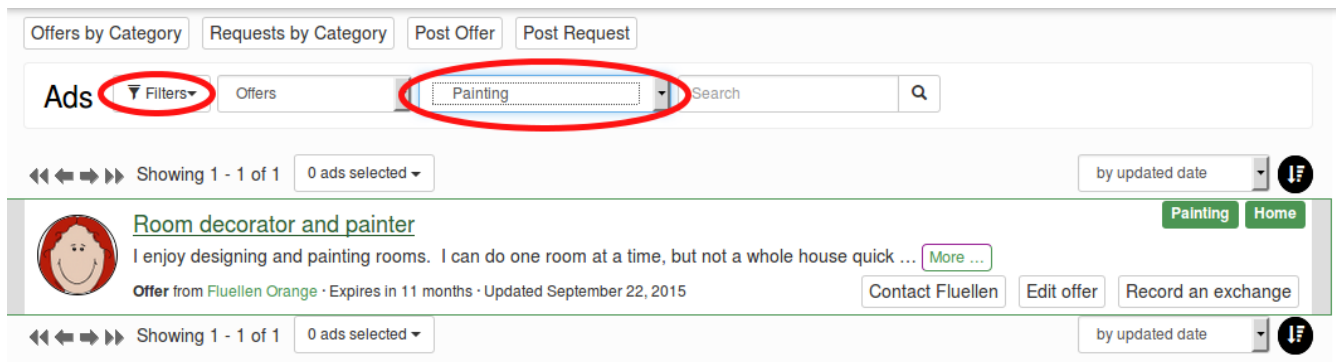 Offers by Category Requests by Category Post Offer Post Request
Ads Filters Offers Painting Search
Showing 1 - 1 of 1 0 ads selected by updated date
Room decorator and painter Painting Home
I enjoy designing and painting rooms. I can do one room at a time, but not a whole house quick ... More ...
Offer from Fluellen Orange · Expires in 11 months · Updated September 22, 2015 Contact Fluellen Edit offer Record an exchange
Showing 1 - 1 of 1 0 ads selected by updated date